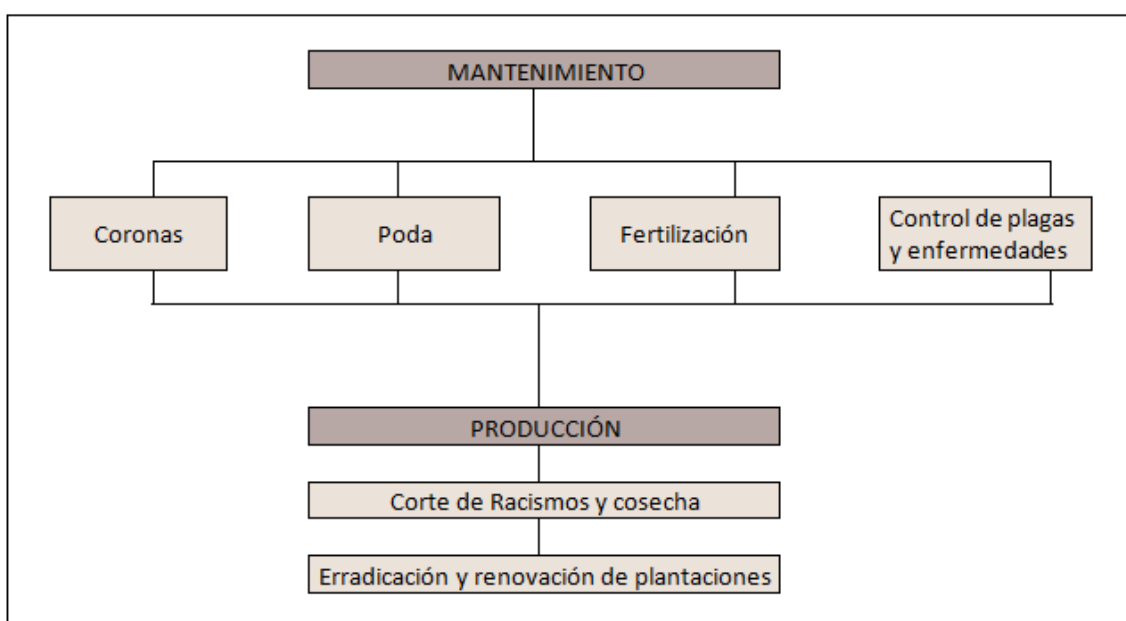 MANTENIMIENTO
Coronas
Poda
Fertilización
Control de plagas
y enfermedades
PRODUCCIÓN
Corte de Racismos y cosecha
Erradicación y renovación de plantaciones